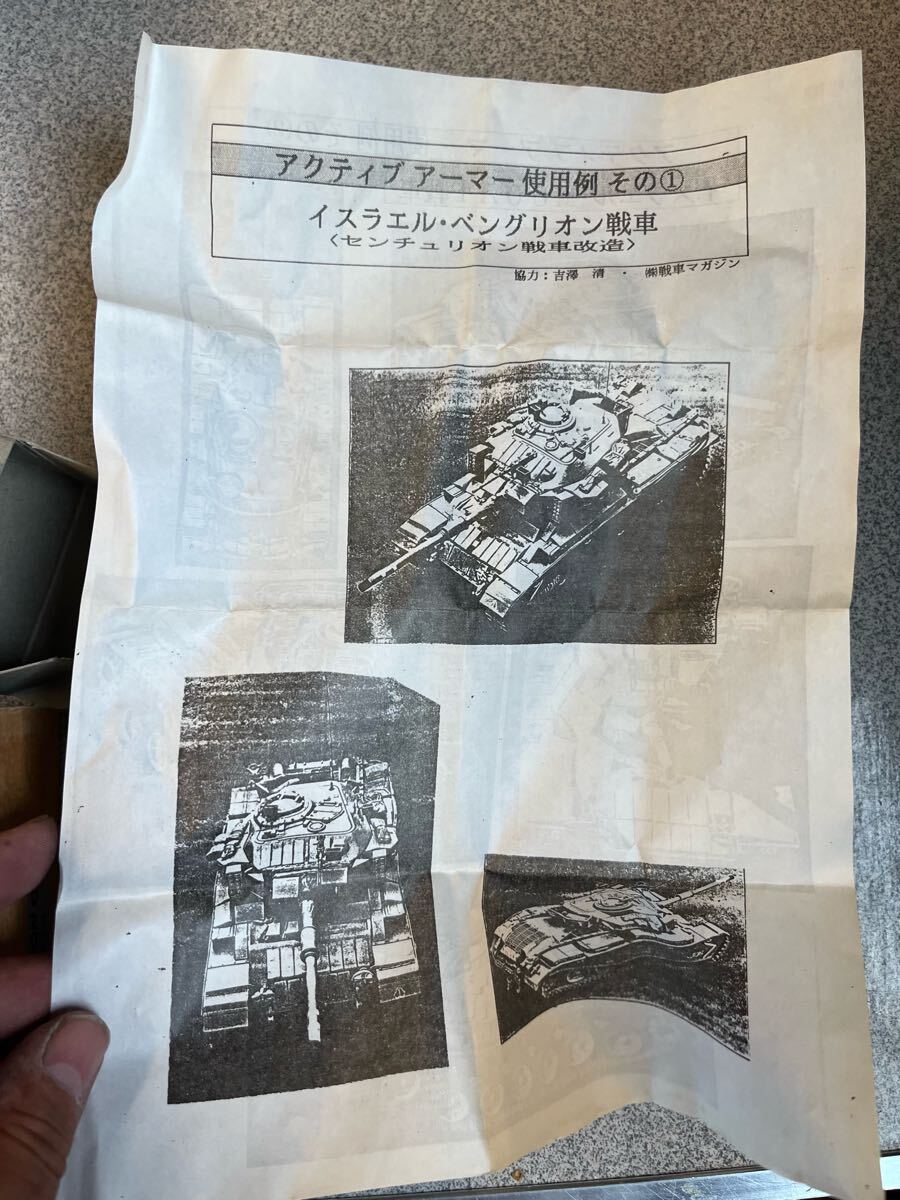 アクティブ アーマー 使用例 その①
イスラエル・ベングリオン戦車
〈センチュリオン戦車改造〉
協力：吉澤 清 ・ ㈱戦車マガジン